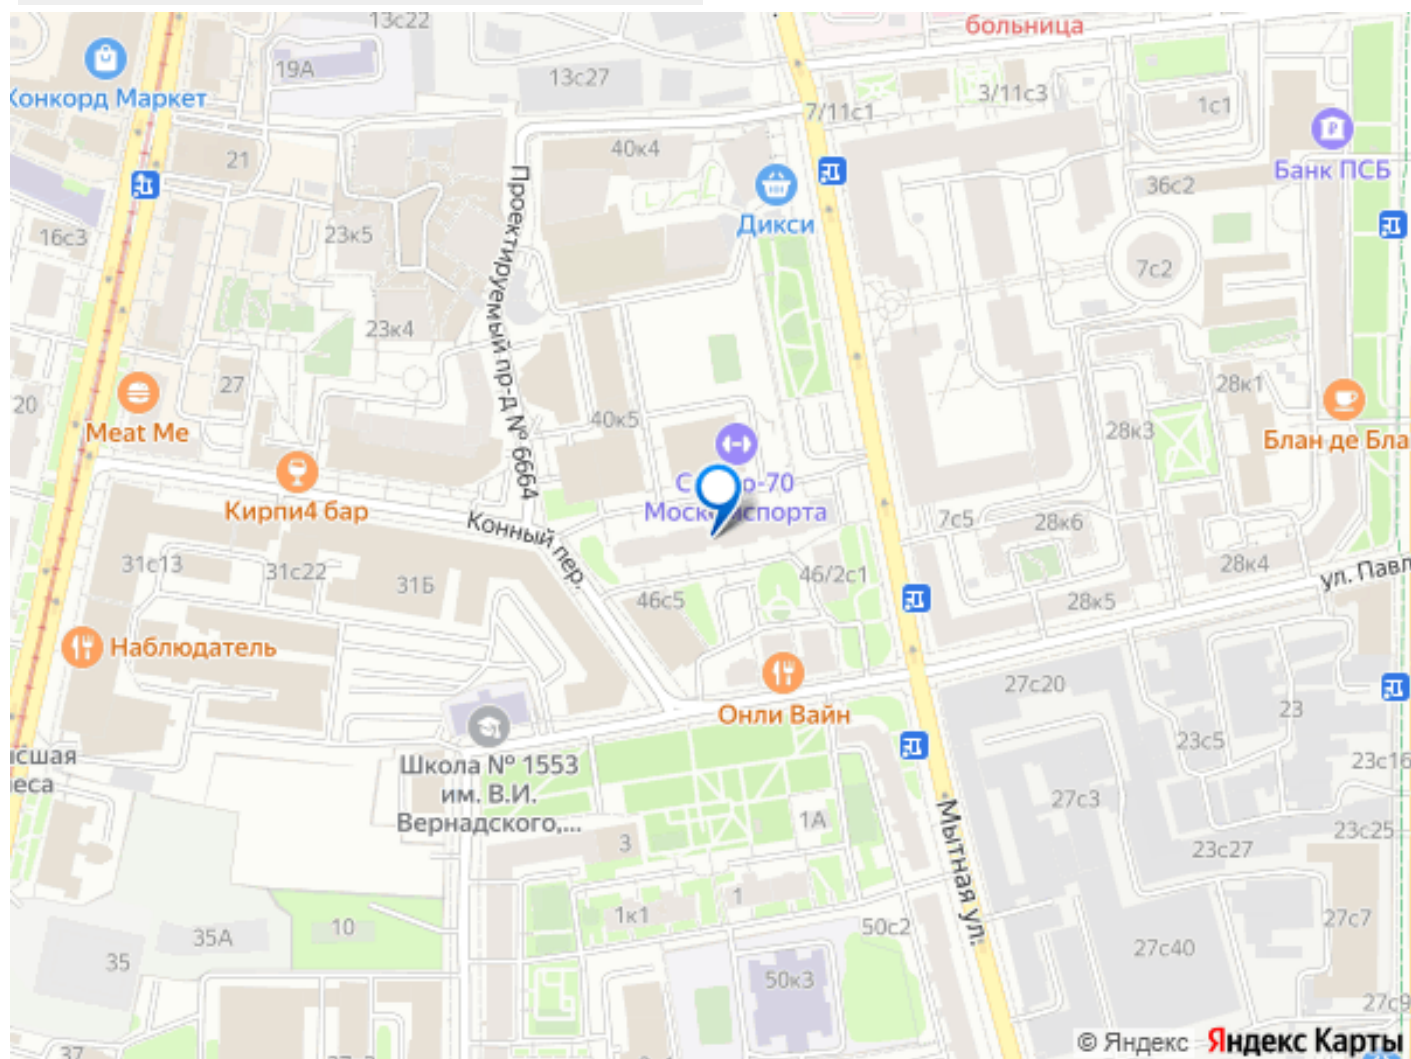 13с22
больница
19А
13с27
3/11с3
Конкорд Маркет
7/11с1
1с1
21
40к4
Банк ПСБ
Проектируемый пр-д № 6664
36с2
16с3
23к5
Дикси
7с2
23к4
27
28к1
20
40к5
Meat Me
28к3
Блан де Бла
Кирпи4 бар
Москомспорта
Конный пер.
7с5
28к6
31с13
31с22
31Б
46/2с1
28к4
ул. Павл
46с5
28к5
Наблюдатель
27с20
Онли Вайн
23
23с5
Школа № 1553
им. В.И.
Вернадского,...
23с16
27с3
1А
Мытная ул.
23с25
3
23с27
1к1
1
50с2
27с7
10
35А
35
27с40
50к3
27с9
37
© Яндекс Яндекс Карты